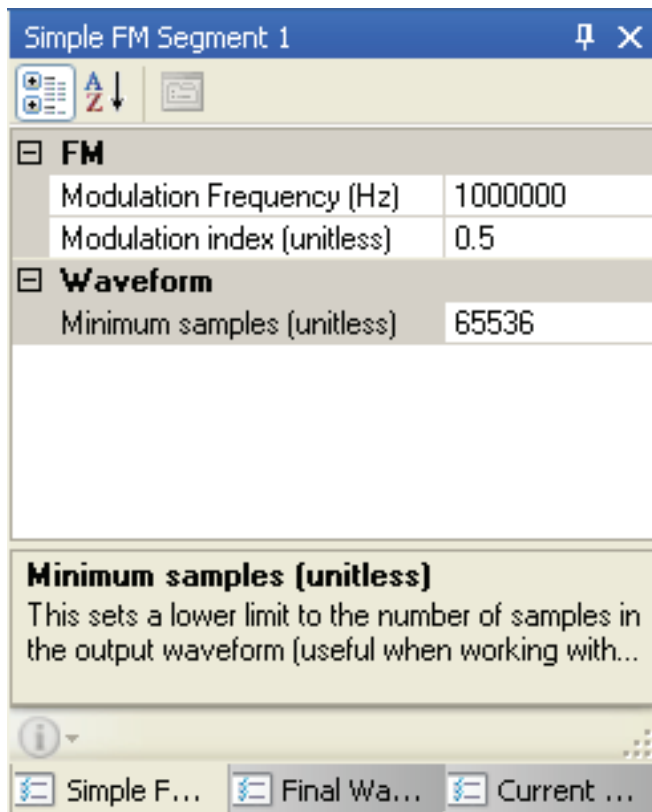 Simple FM Segment 1
A
Z
FM
Modulation Frequency (Hz) 1000000
Modulation index (unitless) 0.5
Waveform
Minimum samples (unitless) 65536
Minimum samples (unitless)
This sets a lower limit to the number of samples in
the output waveform (useful when working with...
Simple F... Final Wa... Current ...